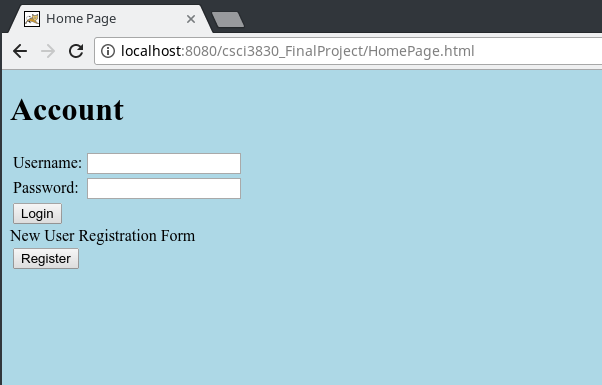 Home Page
localhost:8080/csci3830_FinalProject/HomePage.html
Account
Username:
Password:
Login
New User Registration Form
Register